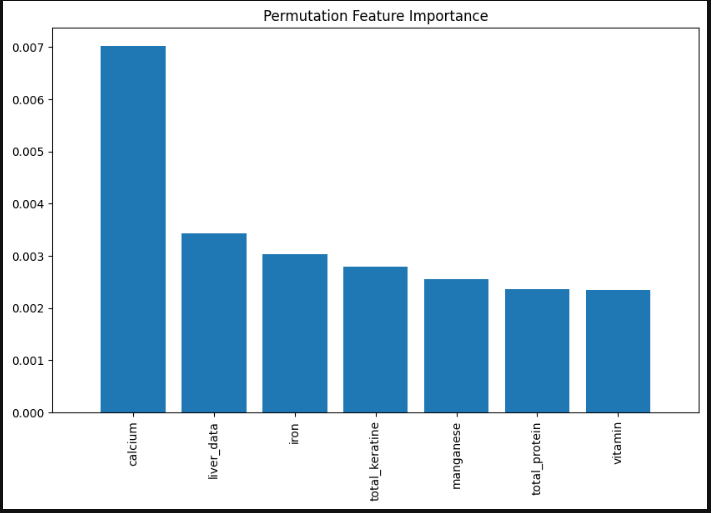 Permutation Feature Importance
0.007
0.006
0.005
0.004
0.003
0.002
0.001
0.000
calcium
liver_data
iron
total_keratine
manganese
total_protein
vitamin